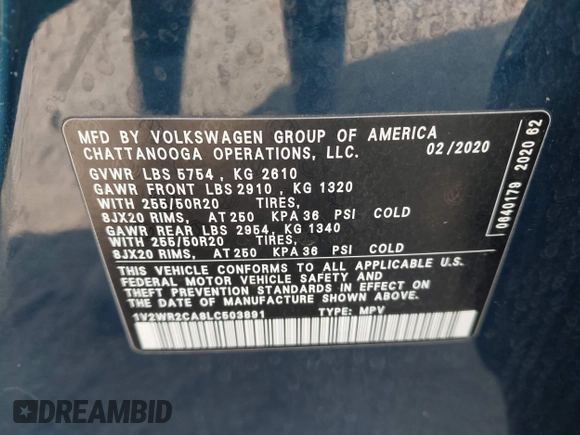 MFD BY VOLKSWAGEN GROUP OF AMERICA
CHATTANOOGA OPERATIONS, LLC. 02/2020
GVWR LBS 5754 , KG 2610
GAWR FRONT LBS 2910 , KG 1320
WITH 255/50R20 TIRES,
8JX20 RIMS, AT 250 KPA 36 PSI COLD
GAWR REAR LBS 2954, KG 1340
WITH 255/50R20 TIRES,
8JX20 RIMS, AT 250 KPA 36 PSI COLD
THIS VEHICLE CONFORMS TO ALL APPLICABLE U.S.
FEDERAL MOTOR VEHICLE SAFETY AND
THEFT PREVENTION STANDARDS IN EFFECT ON
THE DATE OF MANUFACTURE SHOWN ABOVE.
1V2WR2CA8LC503891 TYPE: MPV
0640179 2020 62
DREAMBID